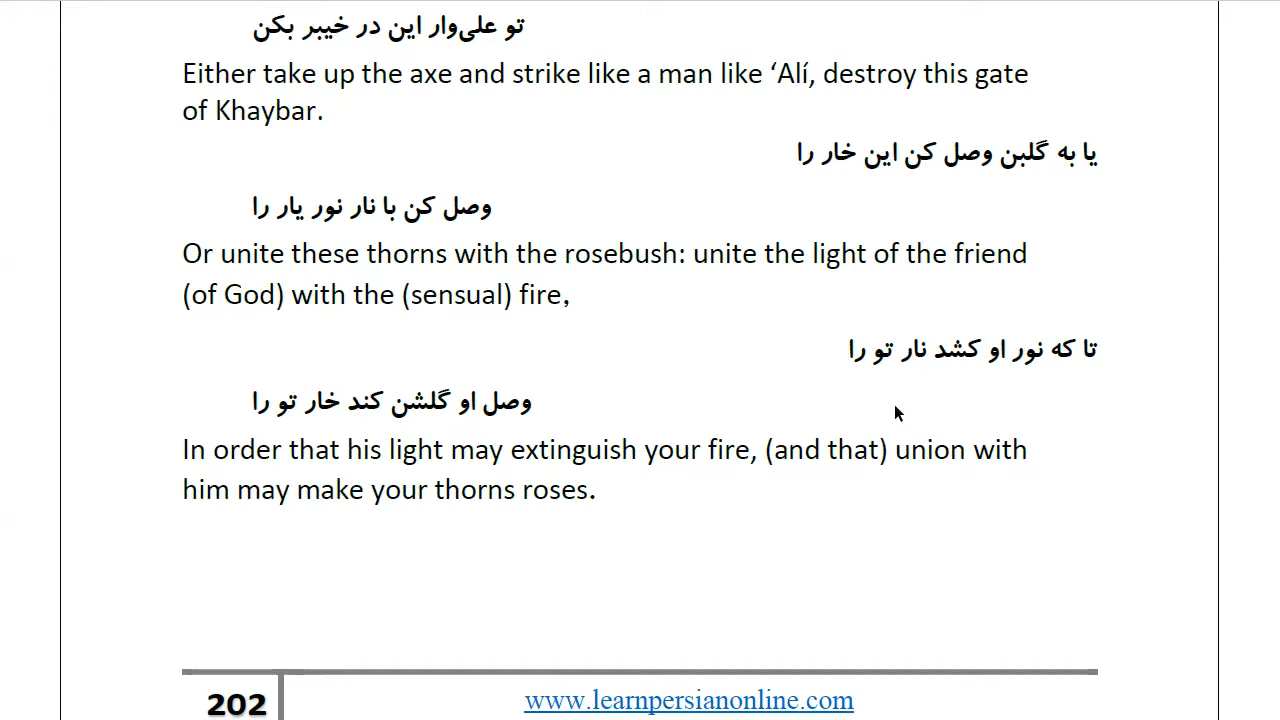 تو علی‌وار این در خیبر بکن
Either take up the axe and strike like a man like ‘Alí, destroy this gate
of Khaybar.
یا به گلبن وصل کن این خار را
وصل کن با نار نور یار را
Or unite these thorns with the rosebush: unite the light of the friend
(of God) with the (sensual) fire,
تا که نور او کشد نار تو را
وصل او گلشن کند خار تو را
In order that his light may extinguish your fire, (and that) union with
him may make your thorns roses.
202
www.learnpersianonline.com